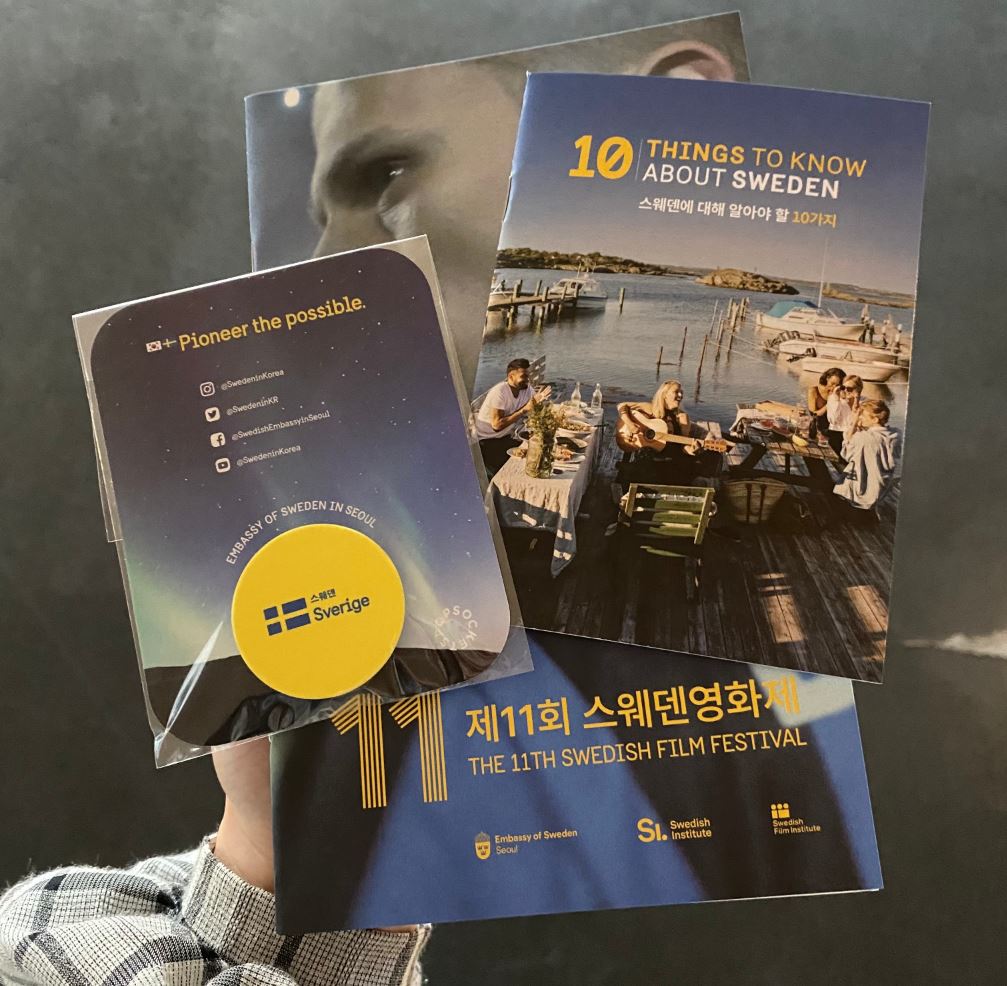 10 THINGS TO KNOW
ABOUT SWEDEN
스웨덴에 대해 알아야 할 10가지
Pioneer the possible.
@SwedeninKorea
@SwedeninKR
@SwedishEmbassyinSeoul
@SwedeninKorea
EMBASSY OF SWEDEN IN SEOUL
스웨덴
Sverige
11
제11회 스웨덴영화제
THE 11TH SWEDISH FILM FESTIVAL
Embassy of Sweden
Seoul
SI. Swedish
Institute
Swedish
Film Institute